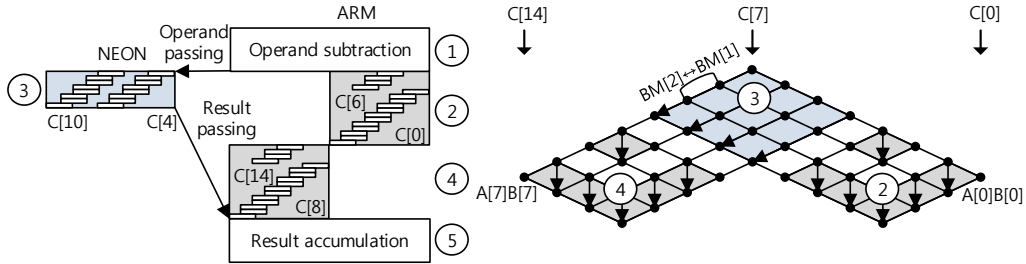 ARM
Operand
passing
NEON
Operand subtraction
1
3
C[6]
2
C[10]
C[4]
Result
passing
C[0]
C[14]
4
C[8]
Result accumulation
5
C[14]
C[7]
C[0]
BM[2]↔BM[1]
3
A[7]B[7]
4
2
A[0]B[0]